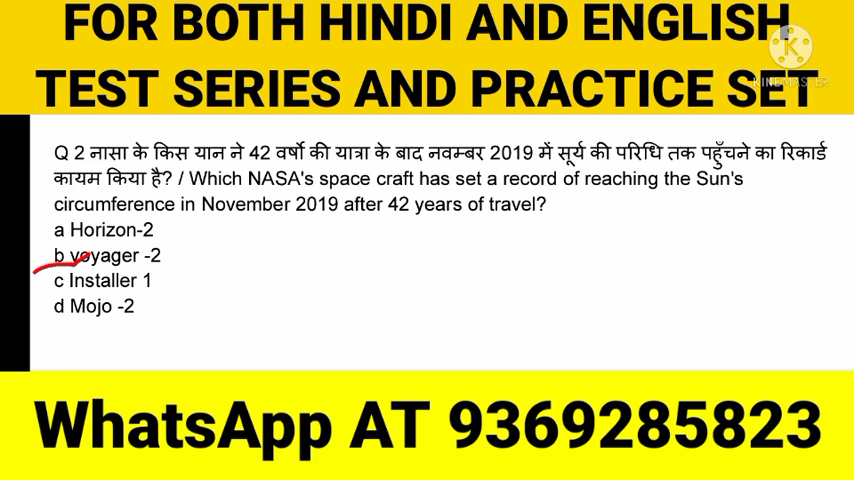 FOR BOTH HINDI AND ENGLISH
TEST SERIES AND PRACTICE SET
K
KINEMASTER
Q 2 नासा के किस यान ने 42 वर्षो की यात्रा के बाद नवम्बर 2019 में सूर्य की परिधि तक पहुँचने का रिकार्ड
कायम किया है? / Which NASA's space craft has set a record of reaching the Sun's
circumference in November 2019 after 42 years of travel?
a Horizon-2
b voyager -2
c Installer 1
d Mojo -2
WhatsApp AT 9369285823